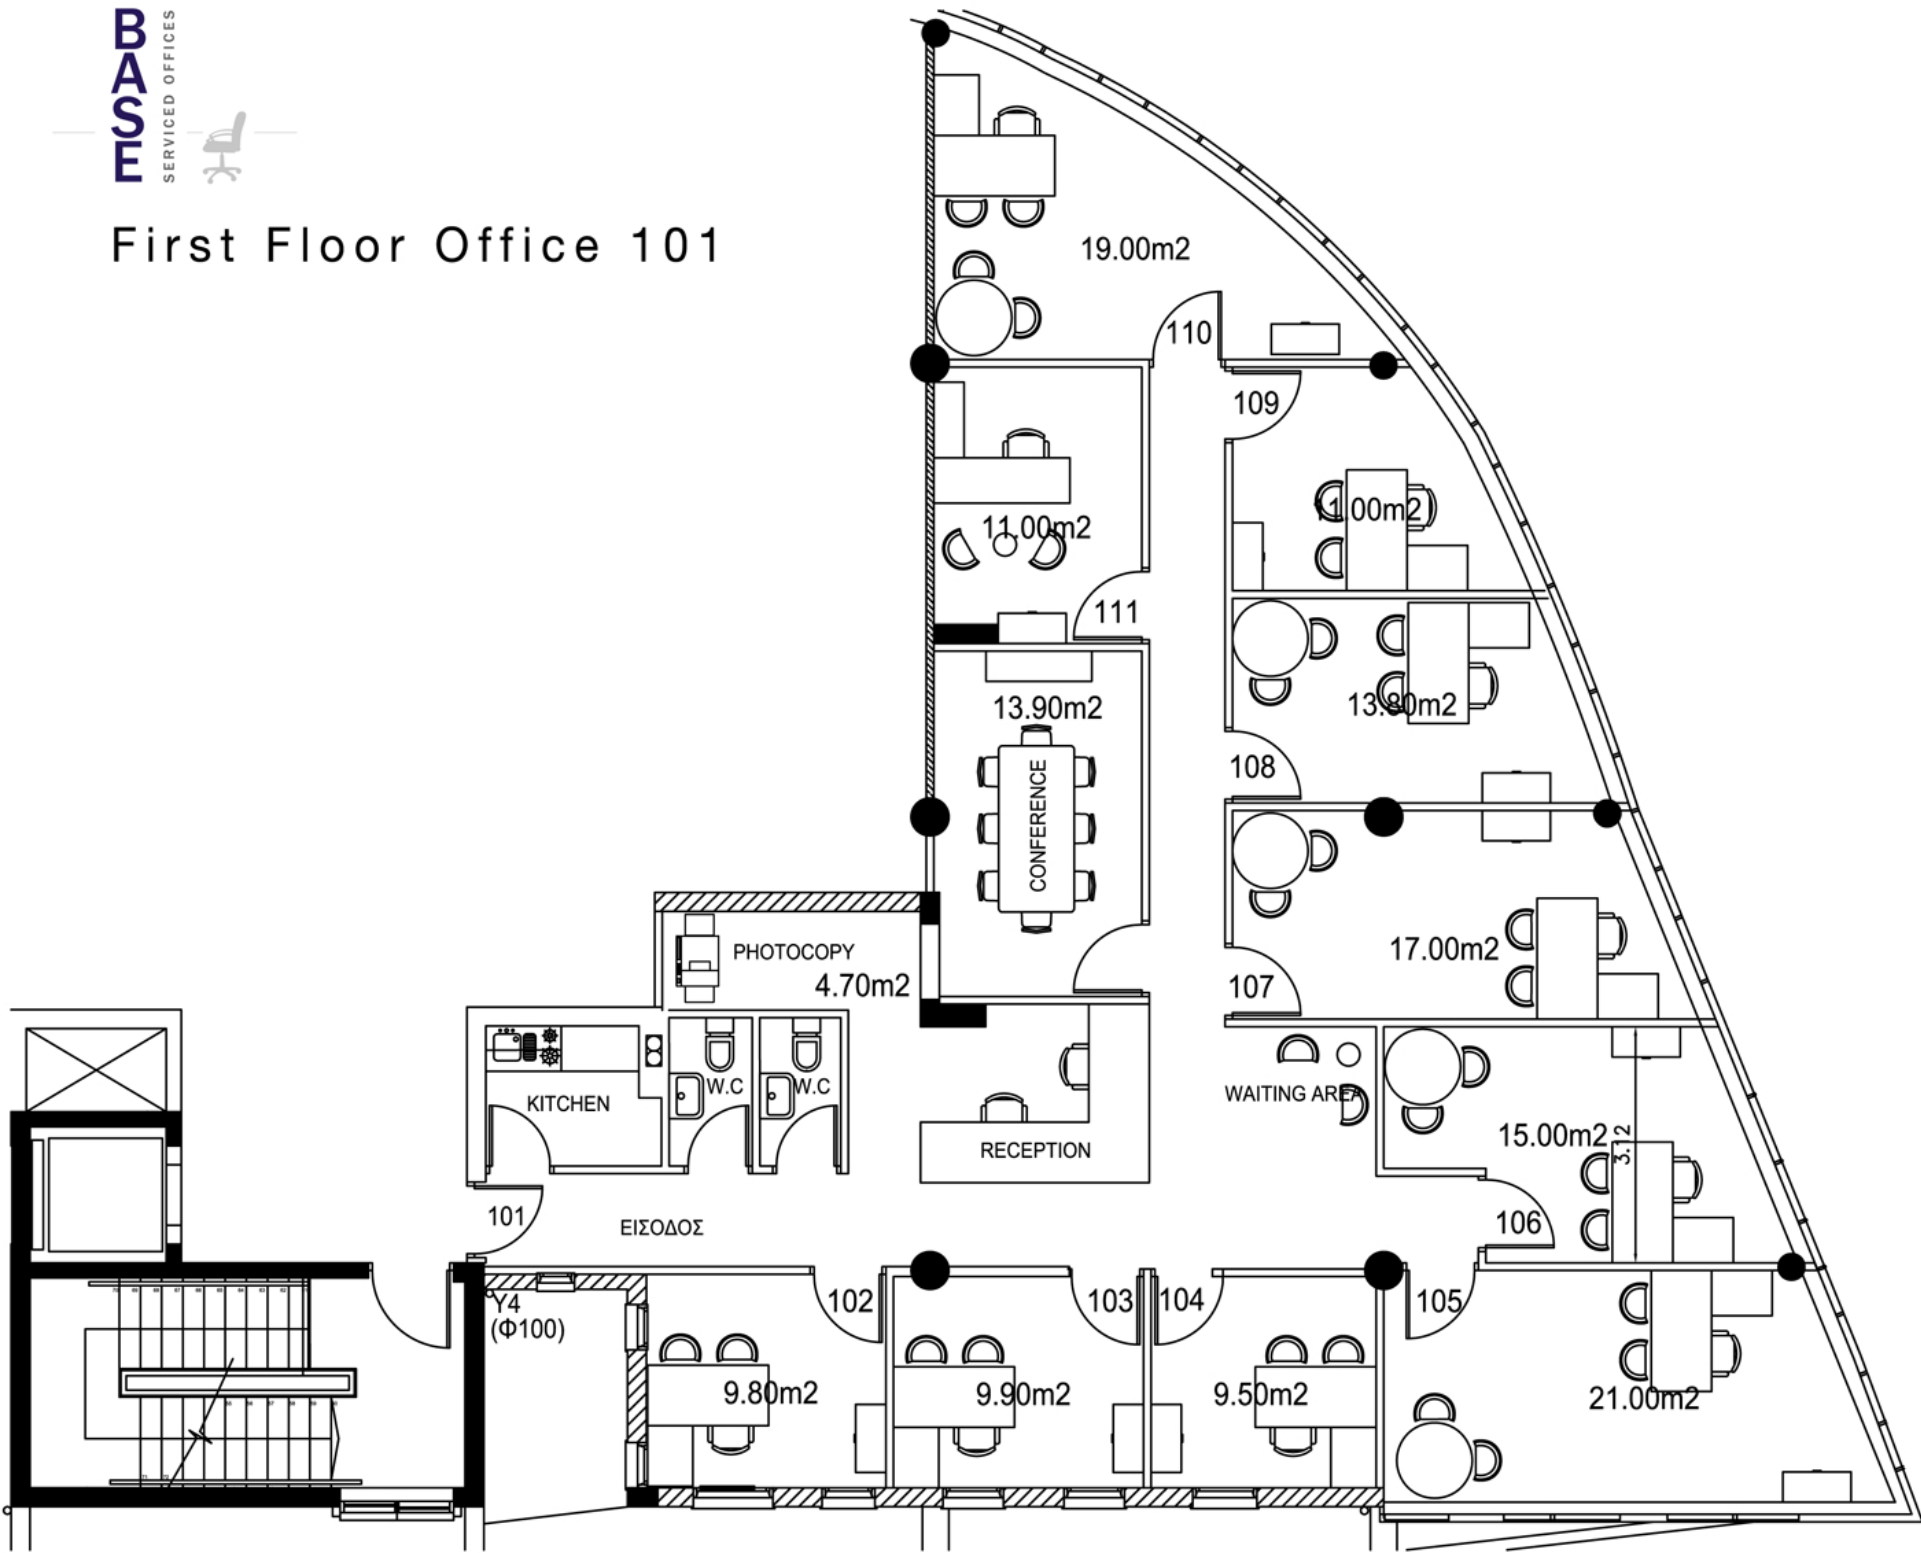 BASE
SERVICED OFFICES
First Floor Office 101
19.00m2
110
109
11.00m2
11.00m2
111
13.90m2
13.80m2
108
CONFERENCE
PHOTOCOPY
4.70m2
17.00m2
107
W.C
W.C
KITCHEN
WAITING AREA
RECEPTION
15.00m2
3.12
101
ΕΙΣΟΔΟΣ
106
Y4
(Φ100)
102
103
104
105
9.80m2
9.90m2
9.50m2
21.00m2